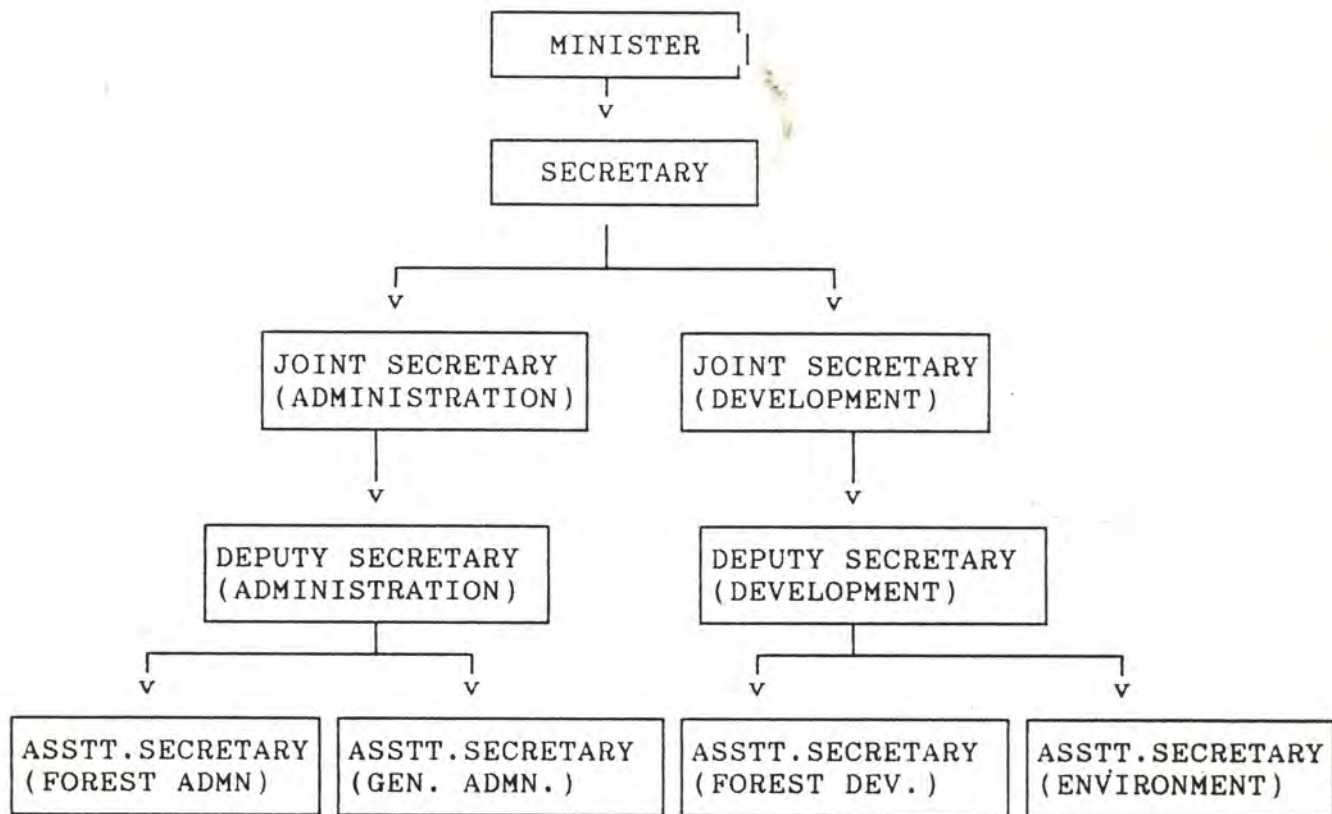 MINISTER
SECRETARY
JOINT SECRETARY
(ADMINISTRATION)
JOINT SECRETARY
(DEVELOPMENT)
DEPUTY SECRETARY
(ADMINISTRATION)
DEPUTY SECRETARY
(DEVELOPMENT)
ASSTT.SECRETARY
(FOREST ADMN)
ASSTT.SECRETARY
(GEN. ADMN.)
ASSTT.SECRETARY
(FOREST DEV.)
ASSTT.SECRETARY
(ENVIRONMENT)